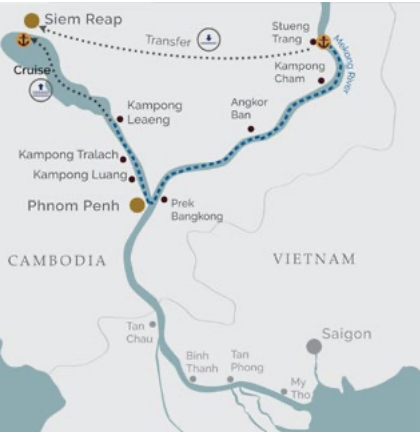 Siem Reap
Transfer
Stueng
Trang
Mekong River
Cruise
Kampong
Cham
Kampong
Leaeng
Angkor
Ban
Kampong Tralach
Kampong Luang
Phnom Penh
Prek
Bangkong
CAMBODIA
VIETNAM
Tan
Chau
Saigon
Binh
Thanh
Tan
Phong
My
Tho